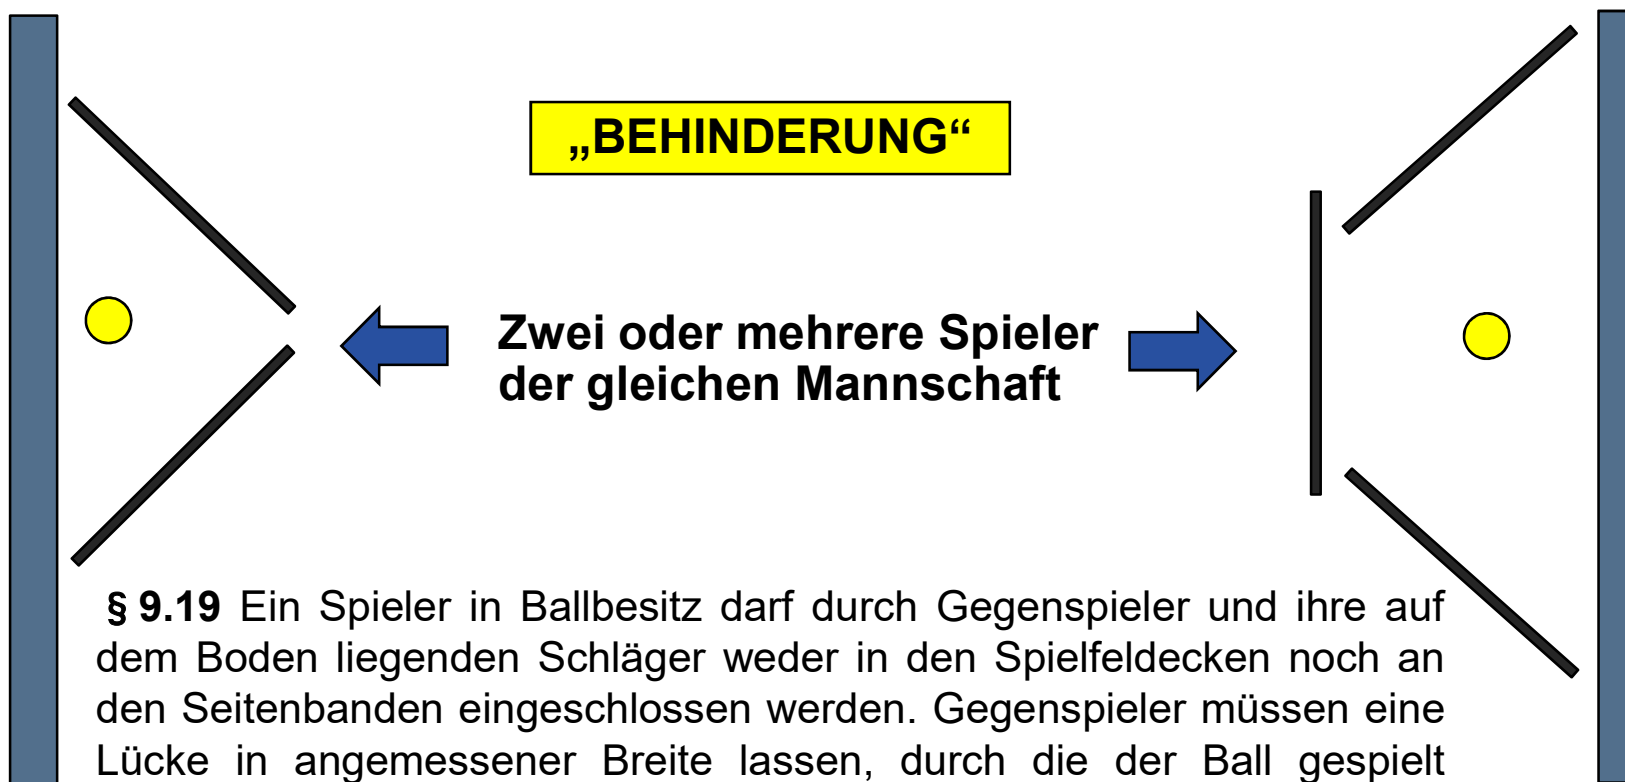 „BEHINDERUNG“
Zwei oder mehrere Spieler
der gleichen Mannschaft
§ 9.19 Ein Spieler in Ballbesitz darf durch Gegenspieler und ihre auf
dem Boden liegenden Schläger weder in den Spielfeldecken noch an
den Seitenbanden eingeschlossen werden. Gegenspieler müssen eine
Lücke in angemessener Breite lassen, durch die der Ball gespielt